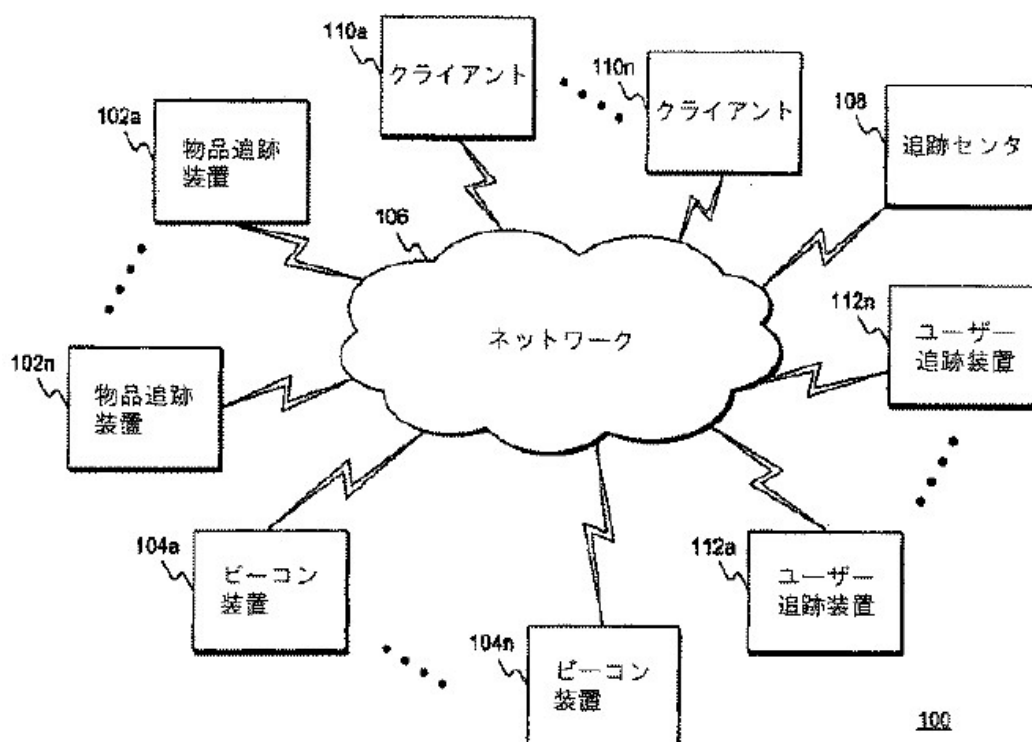 110a
クライアント
110n
クライアント
108
追跡センタ
102a
物品追跡
装置
106
ネットワーク
112n
ユーザー
追跡装置
102n
物品追跡
装置
104a
ビーコン
装置
104n
ビーコン
装置
112a
ユーザー
追跡装置
100